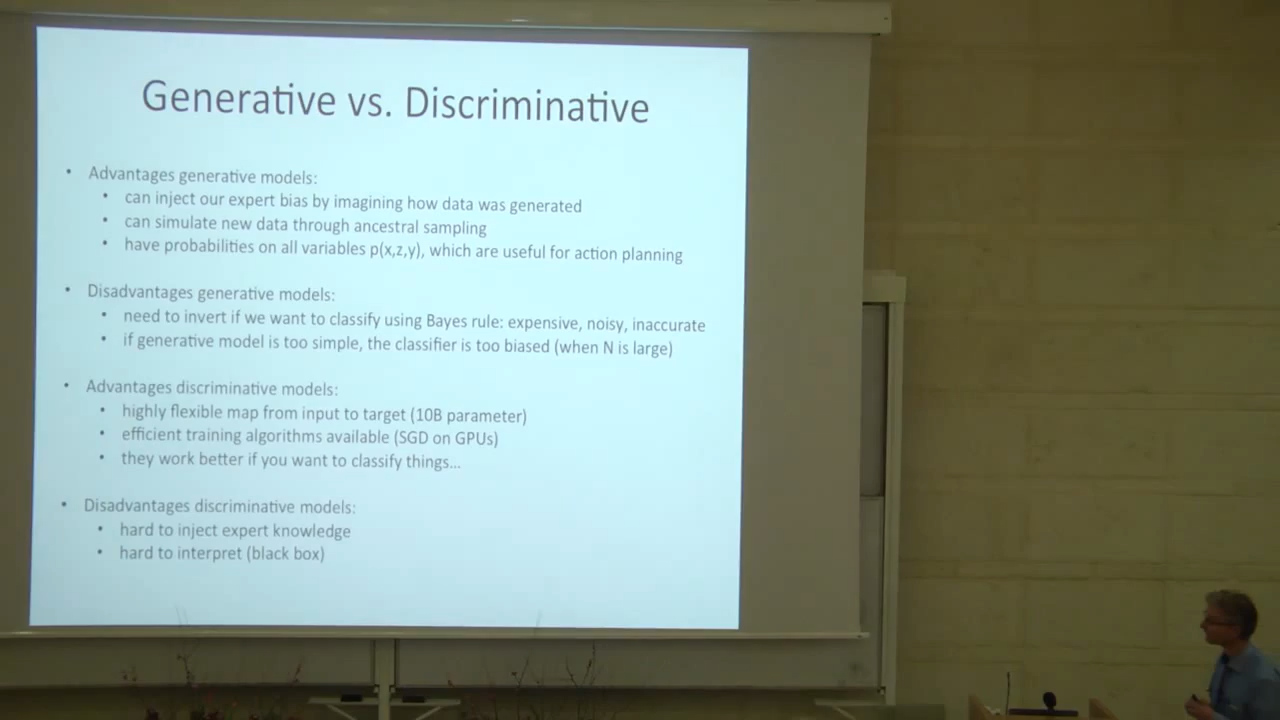 Generative vs. Discriminative
• Advantages generative models:
• can inject our expert bias by imagining how data was generated
• can simulate new data through ancestral sampling
• have probabilities on all variables p(x,z,y), which are useful for action planning
• Disadvantages generative models:
• need to invert if we want to classify using Bayes rule: expensive, noisy, inaccurate
• if generative model is too simple, the classifier is too biased (when N is large)
• Advantages discriminative models:
• highly flexible map from input to target (10B parameter)
• efficient training algorithms available (SGD on GPUs)
• they work better if you want to classify things...
• Disadvantages discriminative models:
• hard to inject expert knowledge
• hard to interpret (black box)